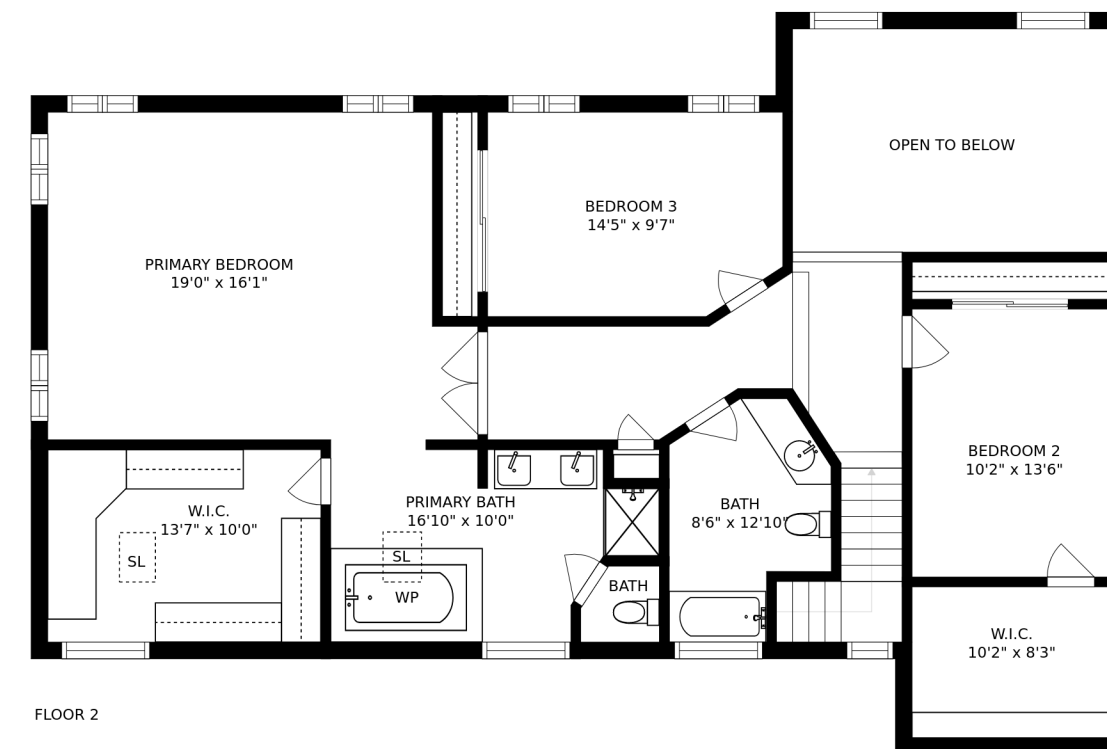 OPEN TO BELOW
BEDROOM 3
14'5" x 9'7"
PRIMARY BEDROOM
19'0" x 16'1"
BEDROOM 2
10'2" x 13'6"
W.I.C.
13'7" x 10'0"
SL
PRIMARY BATH
16'10" x 10'0"
SL
WP
BATH
8'6" x 12'10"
BATH
W.I.C.
10'2" x 8'3"
FLOOR 2